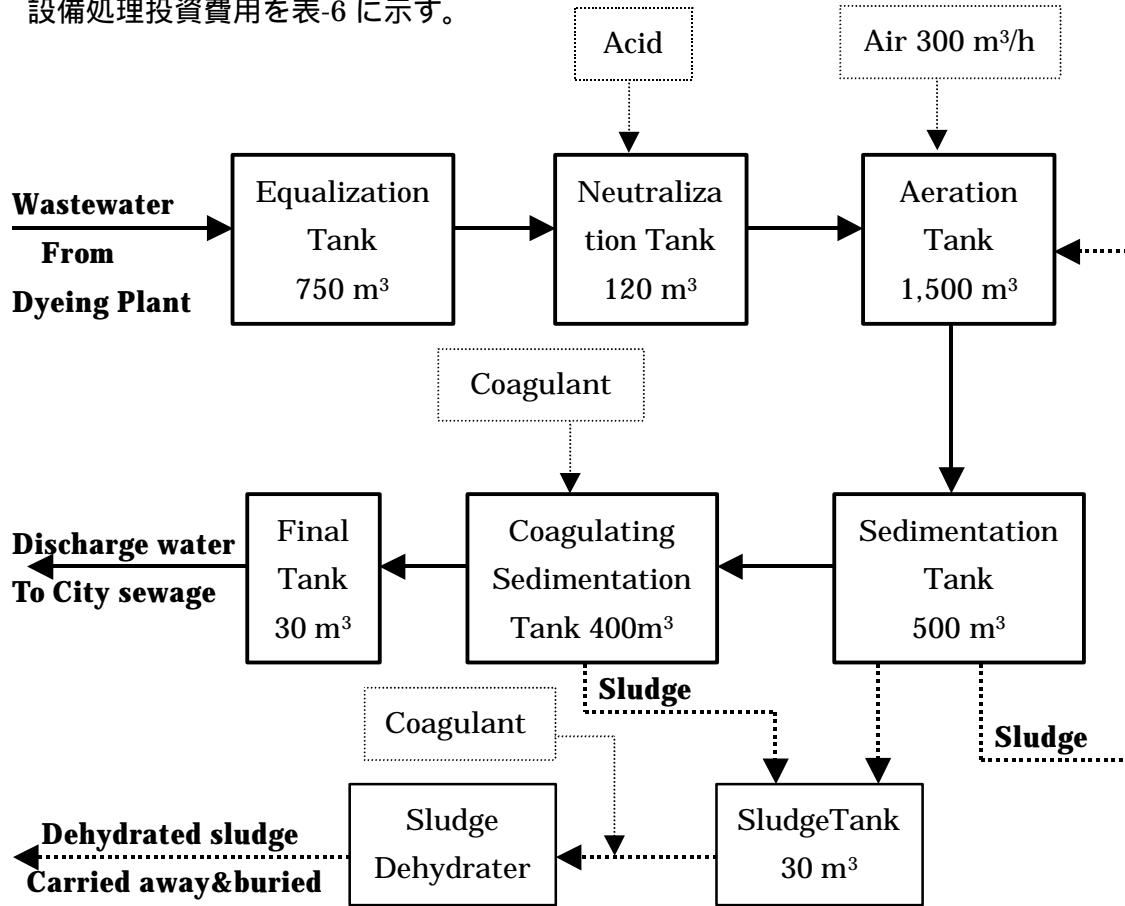 設備処理投資費用を表-6 に示す。
Acid
Air 300 m³/h
Wastewater
From
Dyeing Plant
Equalization
Tank
750 m³
Neutraliza
tion Tank
120 m³
Aeration
Tank
1,500 m³
Coagulant
Discharge water
To City sewage
Final
Tank
30 m³
Coagulating
Sedimentation
Tank 400m³
Sedimentation
Tank
500 m³
Sludge
Coagulant
Sludge
Dehydrated sludge
Carried away&buried
Sludge
Dehydrater
SludgeTank
30 m³